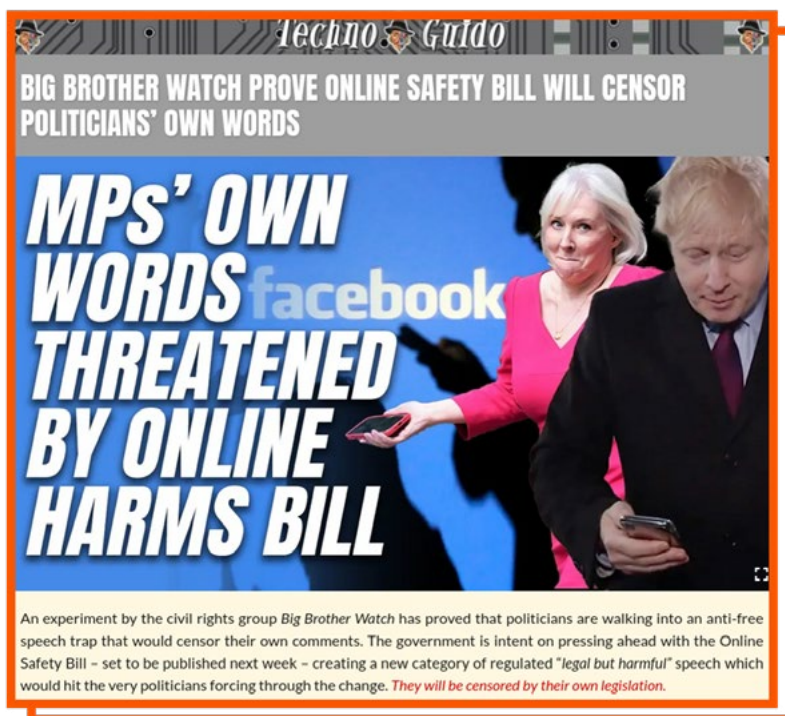 Techno Guido
BIG BROTHER WATCH PROVE ONLINE SAFETY BILL WILL CENSOR
POLITICIANS’ OWN WORDS
MPs’ OWN
WORDS
facebook
THREATENED
BY ONLINE
HARMS BILL
An experiment by the civil rights group Big Brother Watch has proved that politicians are walking into an anti-free
speech trap that would censor their own comments. The government is intent on pressing ahead with the Online
Safety Bill – set to be published next week – creating a new category of regulated “legal but harmful” speech which
would hit the very politicians forcing through the change. They will be censored by their own legislation.